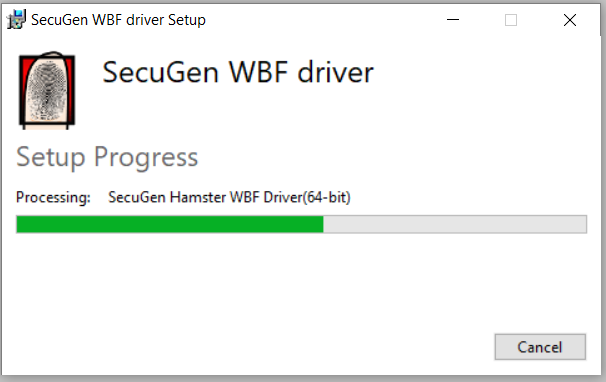 SecuGen WBF driver Setup
SecuGen WBF driver
Setup Progress
Processing: SecuGen Hamster WBF Driver(64-bit)
Cancel